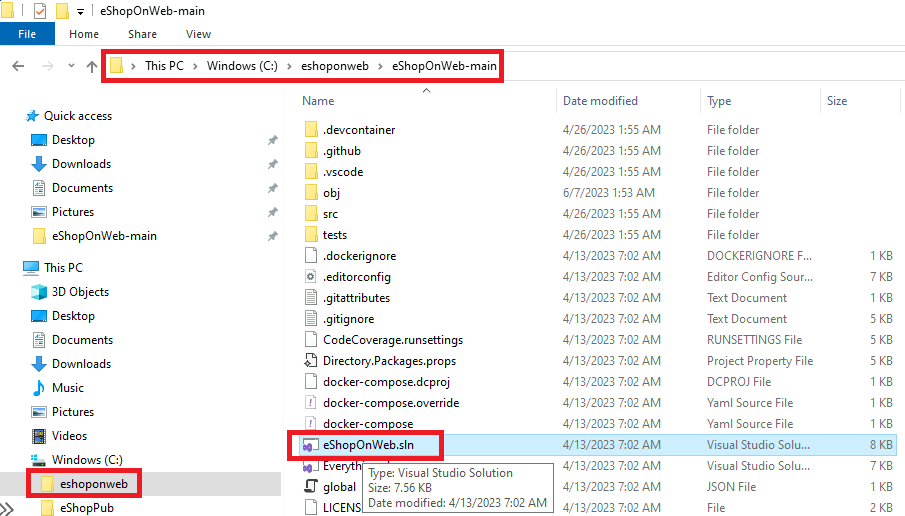 eShopOnWeb-main
File Home Share View
This PC Windows (C:) eshoponweb eShopOnWeb-main
Name Date modified Type Size
Quick access
Desktop
Downloads
Documents
Pictures
eShopOnWeb-main
This PC
3D Objects
Desktop
Documents
Downloads
Music
Pictures
Videos
Windows (C:)
eshoponweb
eShopPub
.devcontainer 4/26/2023 1:55 AM File folder
.github 4/26/2023 1:55 AM File folder
.vscode 4/26/2023 1:55 AM File folder
obj 6/7/2023 1:53 AM File folder
src 4/26/2023 1:55 AM File folder
tests 4/26/2023 1:55 AM File folder
.dockerignore 4/13/2023 7:02 AM DOCKERIGNORE F... 1 KB
.editorconfig 4/13/2023 7:02 AM Editor Config Sour... 7 KB
.gitattributes 4/13/2023 7:02 AM Text Document 1 KB
.gitignore 4/13/2023 7:02 AM Text Document 5 KB
CodeCoverage.runsettings 4/13/2023 7:02 AM RUNSETTINGS File 5 KB
Directory.Packages.props 4/13/2023 7:02 AM Project Property File 5 KB
docker-compose.dcproj 4/13/2023 7:02 AM DCPROJ File 1 KB
docker-compose.override 4/13/2023 7:02 AM Yaml Source File 1 KB
docker-compose 4/13/2023 7:02 AM Yaml Source File 1 KB
eShopOnWeb.sln 4/13/2023 7:02 AM Visual Studio Solu... 8 KB
Everyth 4/13/2023 7:02 AM Visual Studio Solu... 7 KB
global 4/13/2023 7:02 AM JSON File 1 KB
LICENS 4/13/2023 7:02 AM File 2 KB
Type: Visual Studio Solution
Size: 7.56 KB
Date modified: 4/13/2023 7:02 AM